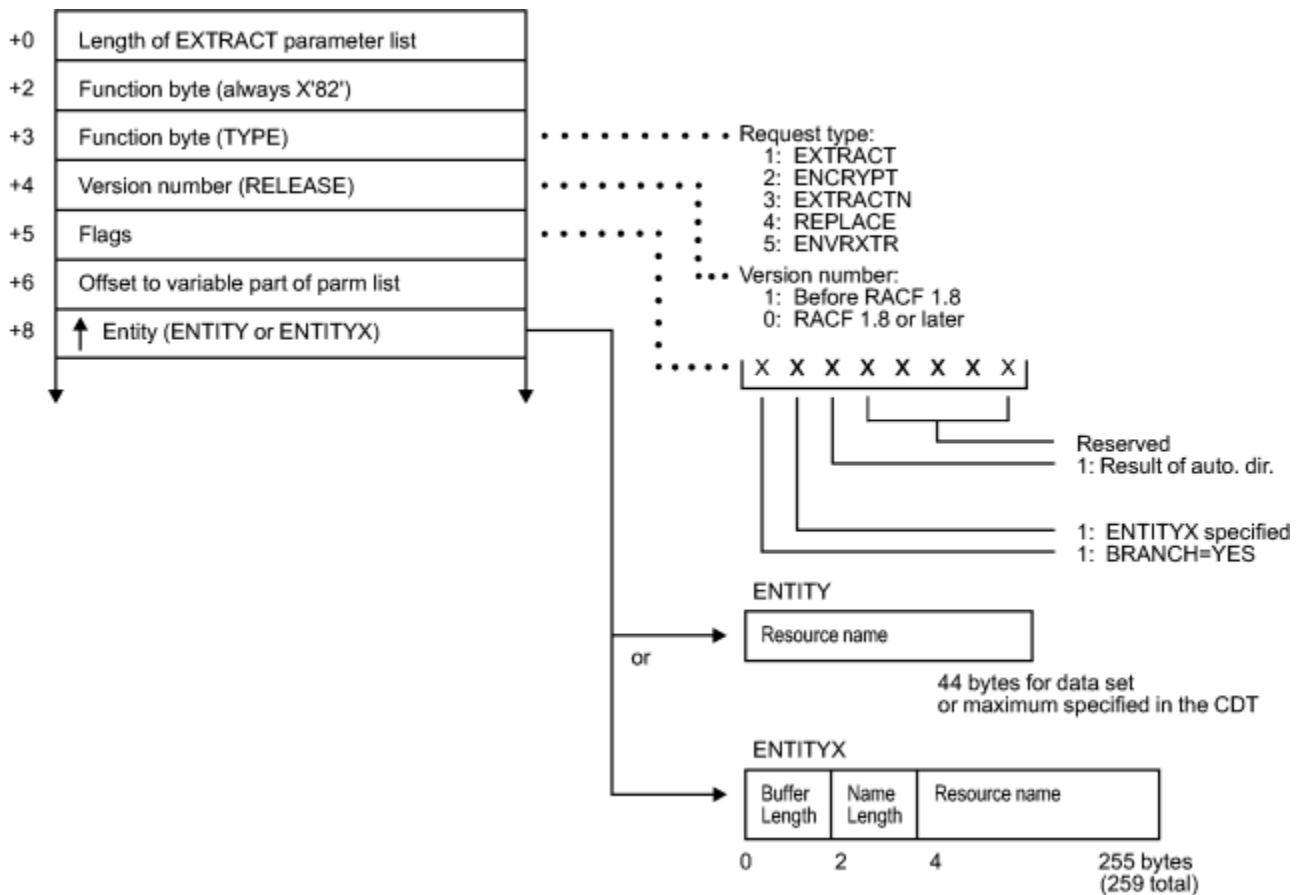 +0 Length of EXTRACT parameter list
+2 Function byte (always X'82')
+3 Function byte (TYPE)
+4 Version number (RELEASE)
+5 Flags
+6 Offset to variable part of parm list
+8 Entity (ENTITY or ENTITYX)
Request type:
1: EXTRACT
2: ENCRYPT
3: EXTRACTN
4: REPLACE
5: ENVRXTR
Version number:
1: Before RACF 1.8
0: RACF 1.8 or later
X X X X X X X X
Reserved
1: Result of auto. dir.
1: ENTITYX specified
1: BRANCH=YES
ENTITY
Resource name
or
44 bytes for data set
or maximum specified in the CDT
ENTITYX
Buffer Length
Name Length
Resource name
0 2 4 255 bytes
(259 total)